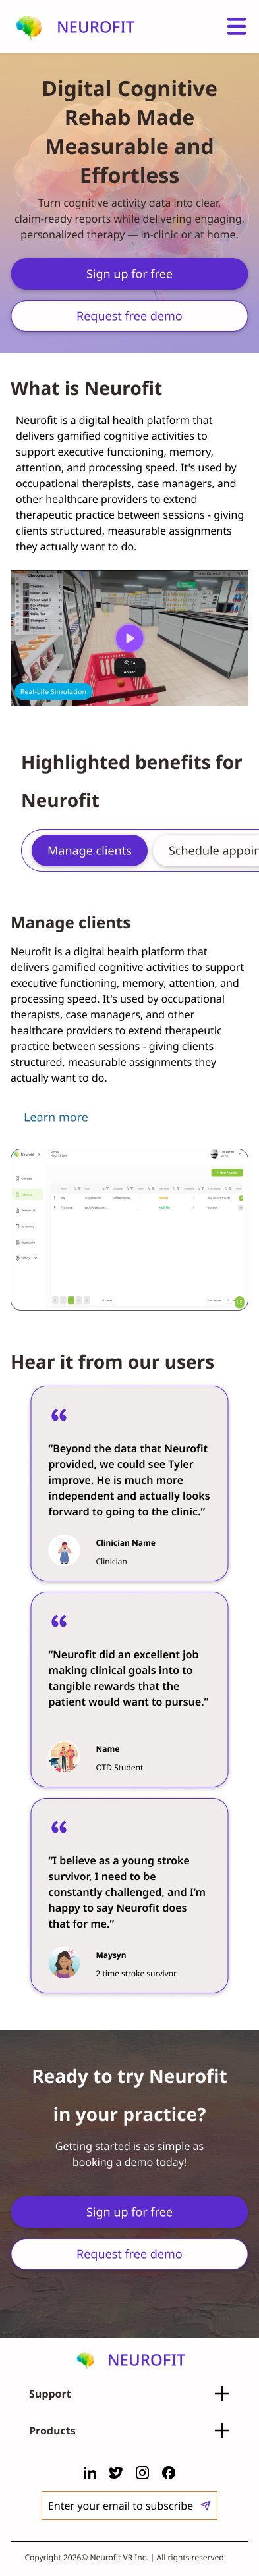 NEUROFIT
Digital Cognitive
Rehab Made
Measurable and
Effortless
Turn cognitive activity data into clear,
claim-ready reports while delivering engaging,
personalized therapy — in-clinic or at home.
Sign up for free
Request free demo
What is Neurofit
Neurofit is a digital health platform that
delivers gamified cognitive activities to
support executive functioning, memory,
attention, and processing speed. It's used by
occupational therapists, case managers, and
other healthcare providers to extend
therapeutic practice between sessions - giving
clients structured, measurable assignments
they actually want to do.
Shopping List
Real-Life Simulation
Highlighted benefits for
Neurofit
Manage clients
Schedule appoin
Manage clients
Neurofit is a digital health platform that
delivers gamified cognitive activities to support
executive functioning, memory, attention, and
processing speed. It's used by occupational
therapists, case managers, and other
healthcare providers to extend therapeutic
practice between sessions - giving clients
structured, measurable assignments they
actually want to do.
Learn more
Hear it from our users
“Beyond the data that Neurofit
provided, we could see Tyler
improve. He is much more
independent and actually looks
forward to going to the clinic.”
Clinician Name
Clinician
“Neurofit did an excellent job
making clinical goals into to
tangible rewards that the
patient would want to pursue.”
Name
OTD Student
“I believe as a young stroke
survivor, I need to be
constantly challenged, and I’m
happy to say Neurofit does
that for me.”
Maysyn
2 time stroke survivor
Ready to try Neurofit
in your practice?
Getting started is as simple as
booking a demo today!
Sign up for free
Request free demo
NEUROFIT
Support
Products
Enter your email to subscribe
Copyright 2026© Neurofit VR Inc. | All rights reserved